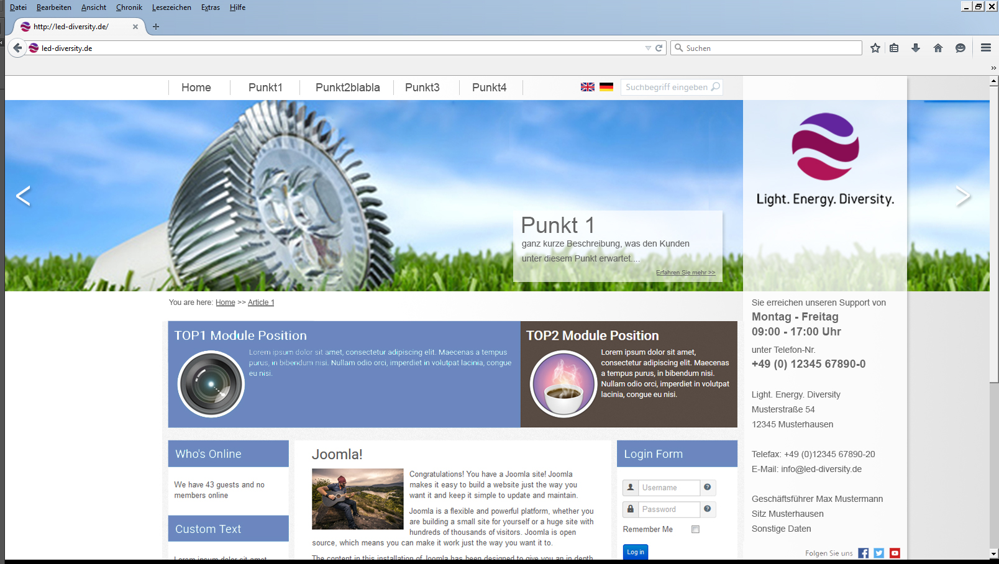 Datei Bearbeiten Ansicht Chronik Lesezeichen Extras Hilfe
http://led-diversity.de/
led-diversity.de
Suchen
Home Punkt1 Punkt2blabla Punkt3 Punkt4
Suchbegriff eingeben
Light. Energy. Diversity.
Punkt 1
ganz kurze Beschreibung, was den Kunden
unter diesem Punkt erwartet....
Erfahren Sie mehr >>
You are here: Home >> Article 1
TOP1 Module Position
Lorem ipsum dolor sit amet, consectetur adipiscing elit. Maecenas a tempus
purus, in bibendum nisi. Nullam odio orci, imperdiet in volutpat lacinia, congue
eu nisi.
TOP2 Module Position
Lorem ipsum dolor sit amet,
consectetur adipiscing elit. Maecenas
a tempus purus, in bibendum nisi.
Nullam odio orci, imperdiet in volutpat
lacinia, congue eu nisi.
Who's Online
We have 43 guests and no
members online
Custom Text
Lorem ipsum dolor sit amet
Joomla!
Congratulations! You have a Joomla site! Joomla
makes it easy to build a website just the way you
want it and keep it simple to update and maintain.
Joomla is a flexible and powerful platform, whether you
are building a small site for yourself or a huge site with
hundreds of thousands of visitors. Joomla is open
source, which means you can make it work just the way you want it to.
The content in this installation of Joomla has been designed to give you an in depth
Login Form
Username
Password
Remember Me
Log in
Sie erreichen unseren Support von
Montag - Freitag
09:00 - 17:00 Uhr
unter Telefon-Nr.
+49 (0) 12345 67890-0
Light. Energy. Diversity
Musterstraße 54
12345 Musterhausen
Telefax: +49 (0)12345 67890-20
E-Mail: info@led-diversity.de
Geschäftsführer Max Mustermann
Sitz Musterhausen
Sonstige Daten
Folgen Sie uns